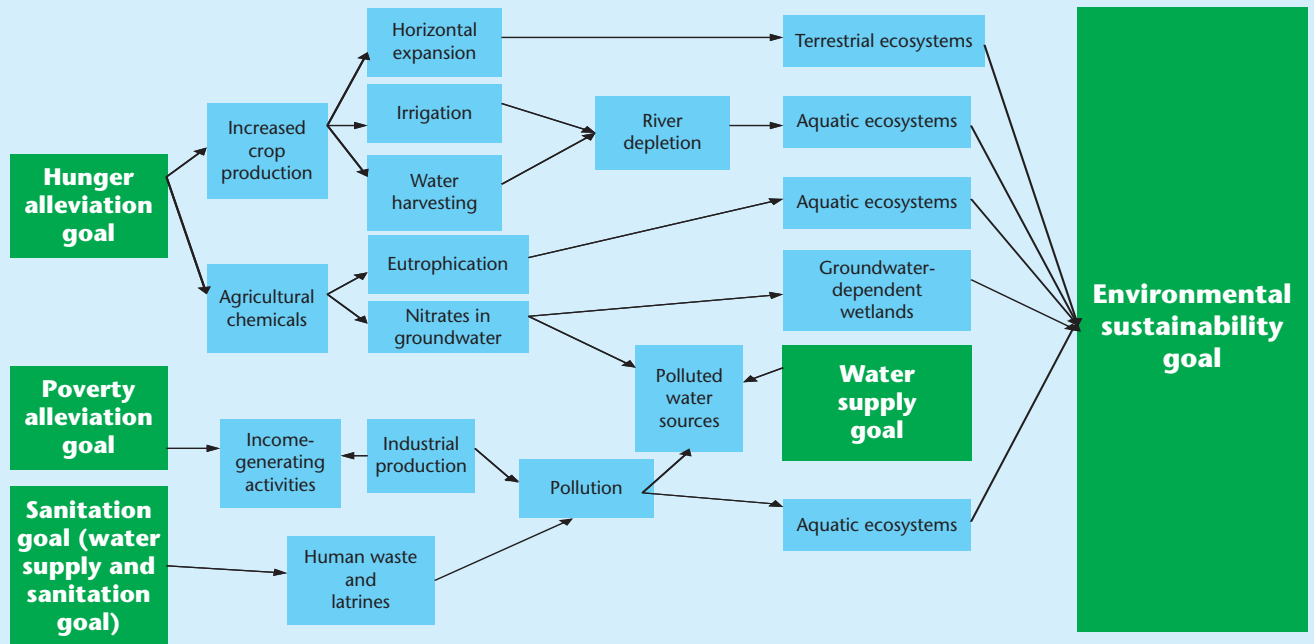 Horizontal
expansion
Terrestrial ecosystems
Increased
crop
production
Irrigation
River
depletion
Aquatic ecosystems
Hunger
alleviation
goal
Water
harvesting
Aquatic ecosystems
Agricultural
chemicals
Eutrophication
Groundwater-
dependent
wetlands
Nitrates in
groundwater
Environmental
sustainability
goal
Poverty
alleviation
goal
Polluted
water
sources
Water
supply
goal
Income-
generating
activities
Industrial
production
Pollution
Sanitation
goal (water
supply and
sanitation
goal)
Human waste
and
latrines
Aquatic ecosystems